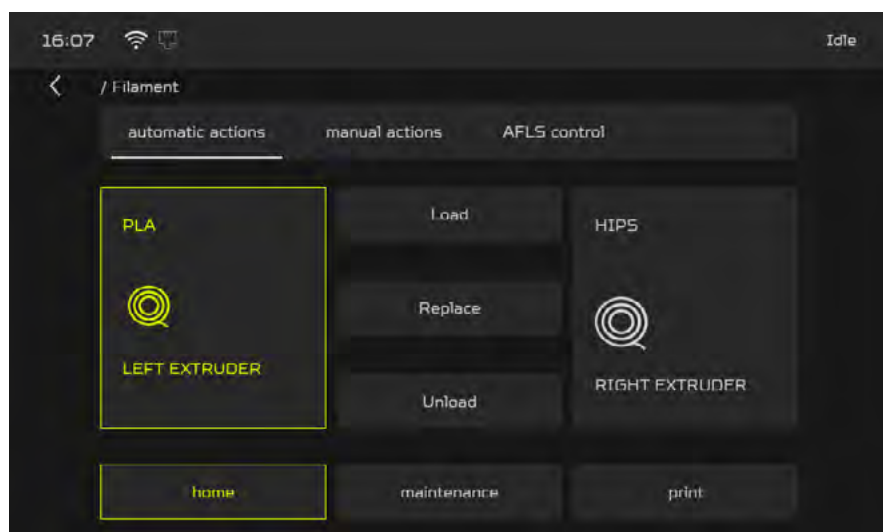 16:07 Idle
/ Filament
automatic actions manual actions AFLS control
PLA
LEFT EXTRUDER
Load
Replace
Unload
HIPS
RIGHT EXTRUDER
home maintenance print